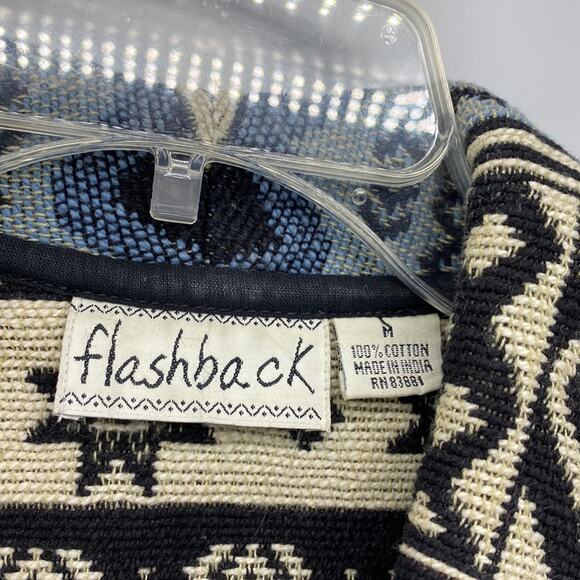 flashback
M
100% COTTON
MADE IN INDIA
RN 83881